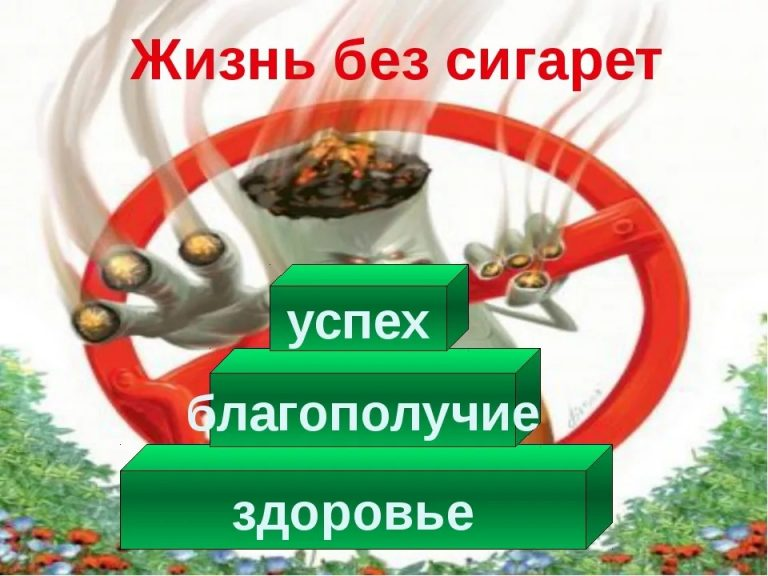 Жизнь без сигарет
успех
благополучие
здоровье